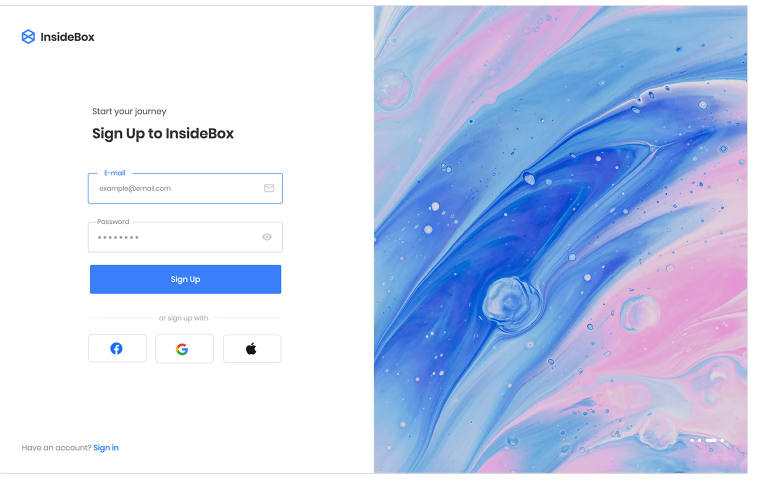 InsideBox
Start your journey
Sign Up to InsideBox
E-mail
example@email.com
Password
Sign Up
or sign up with
Have an account? Sign in